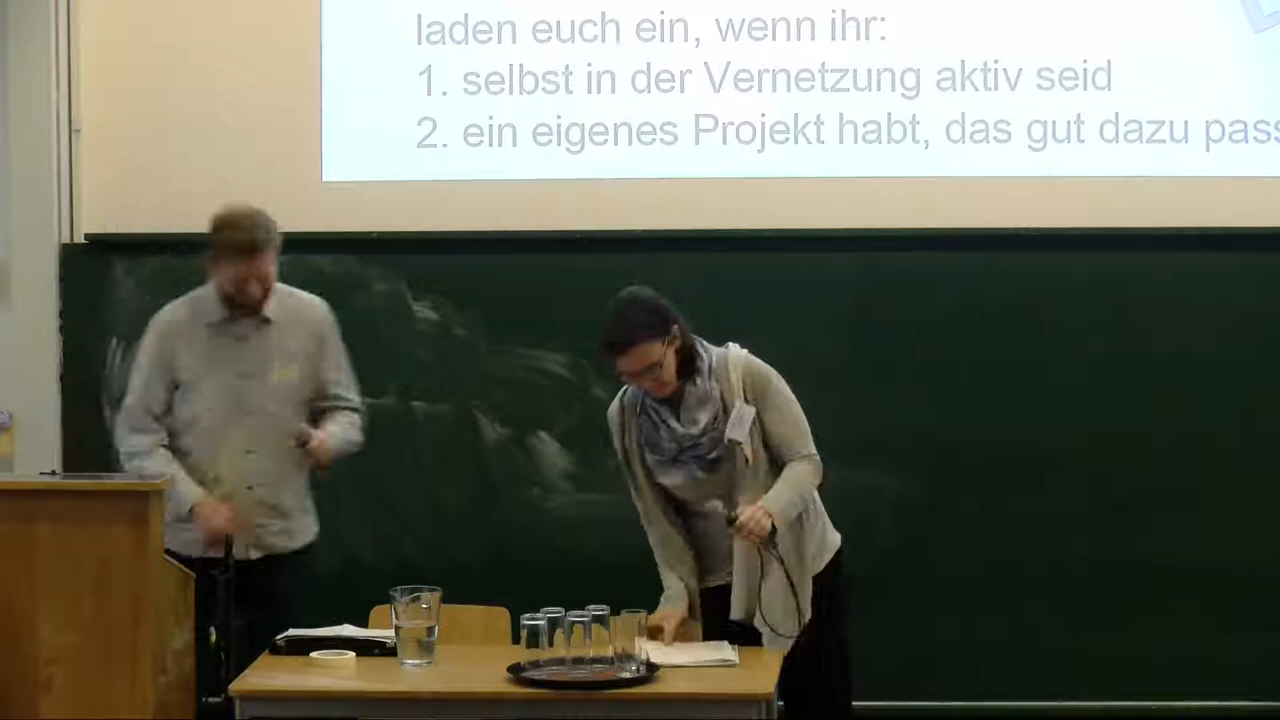 laden euch ein, wenn ihr:
1. selbst in der Vernetzung aktiv seid
2. ein eigenes Projekt habt, das gut dazu pass